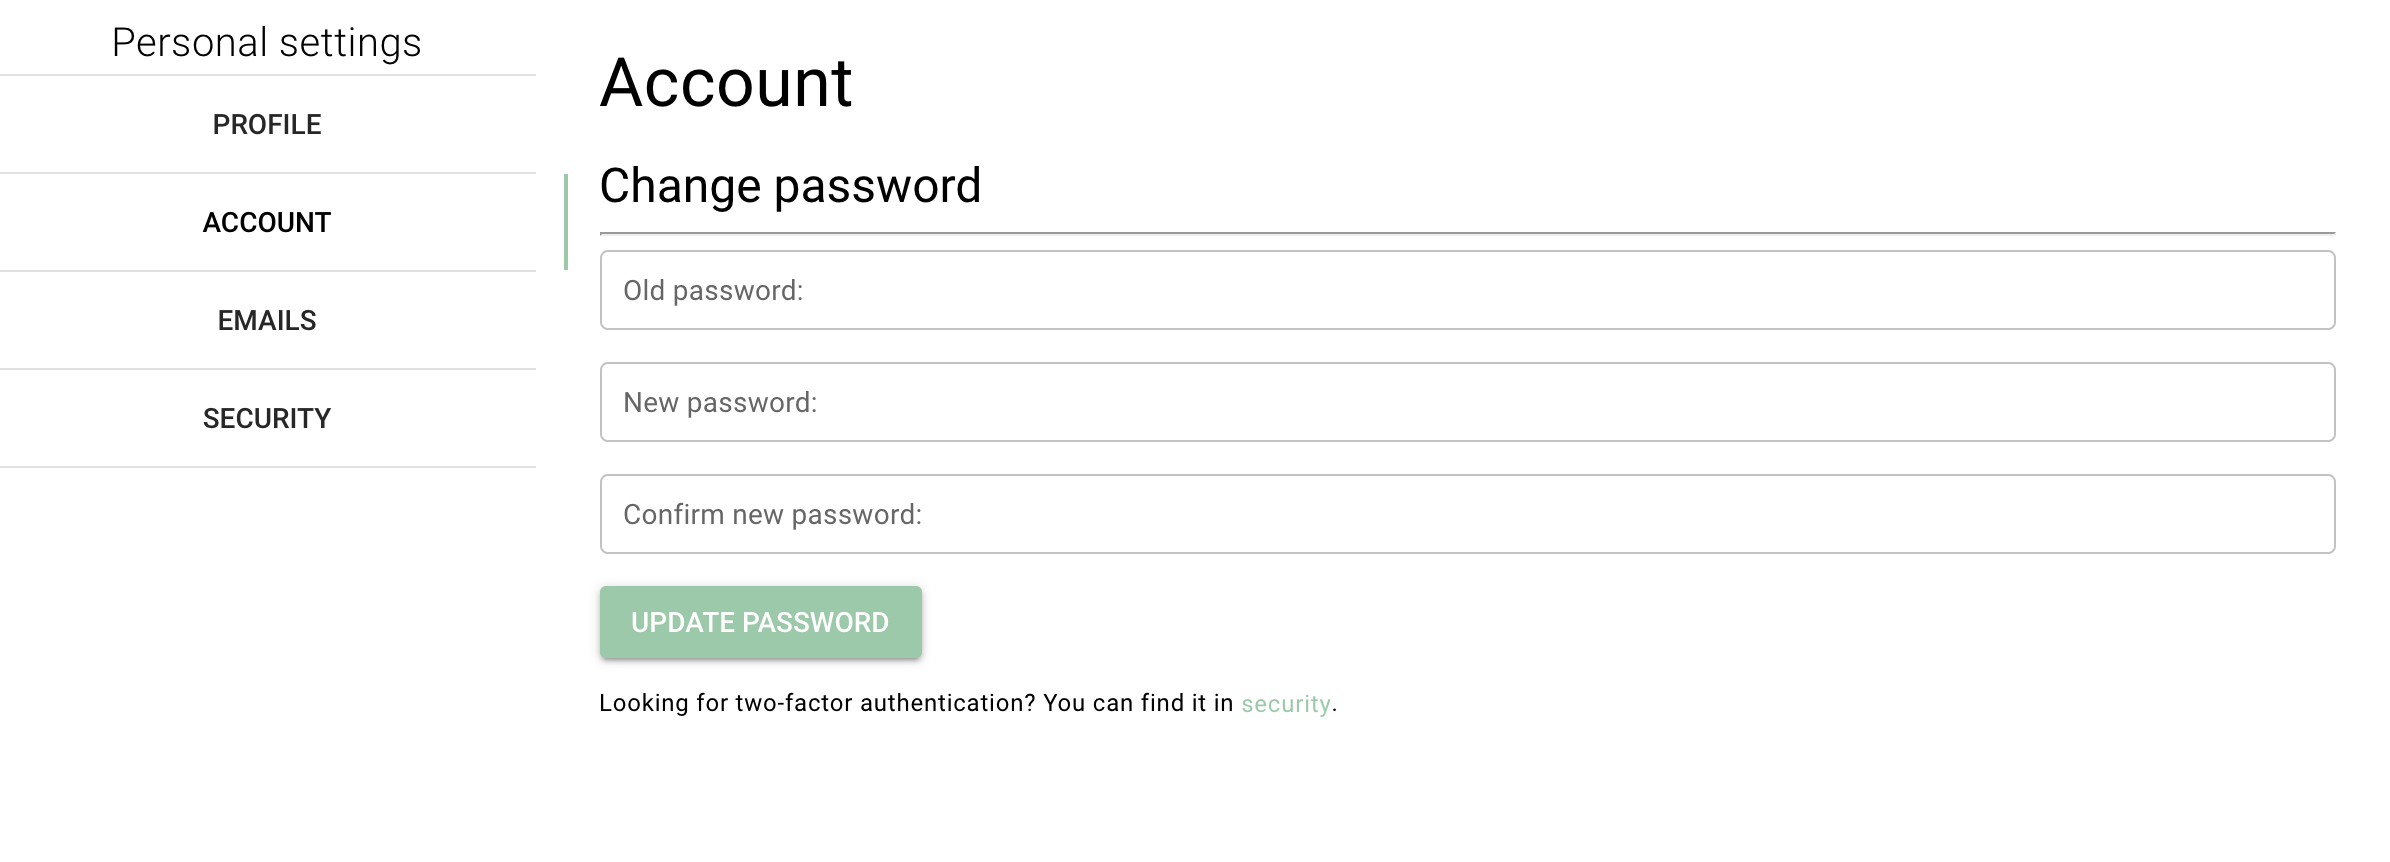 Personal settings
PROFILE
ACCOUNT
EMAILS
SECURITY
Account
Change password
Old password:
New password:
Confirm new password:
UPDATE PASSWORD
Looking for two-factor authentication? You can find it in security.